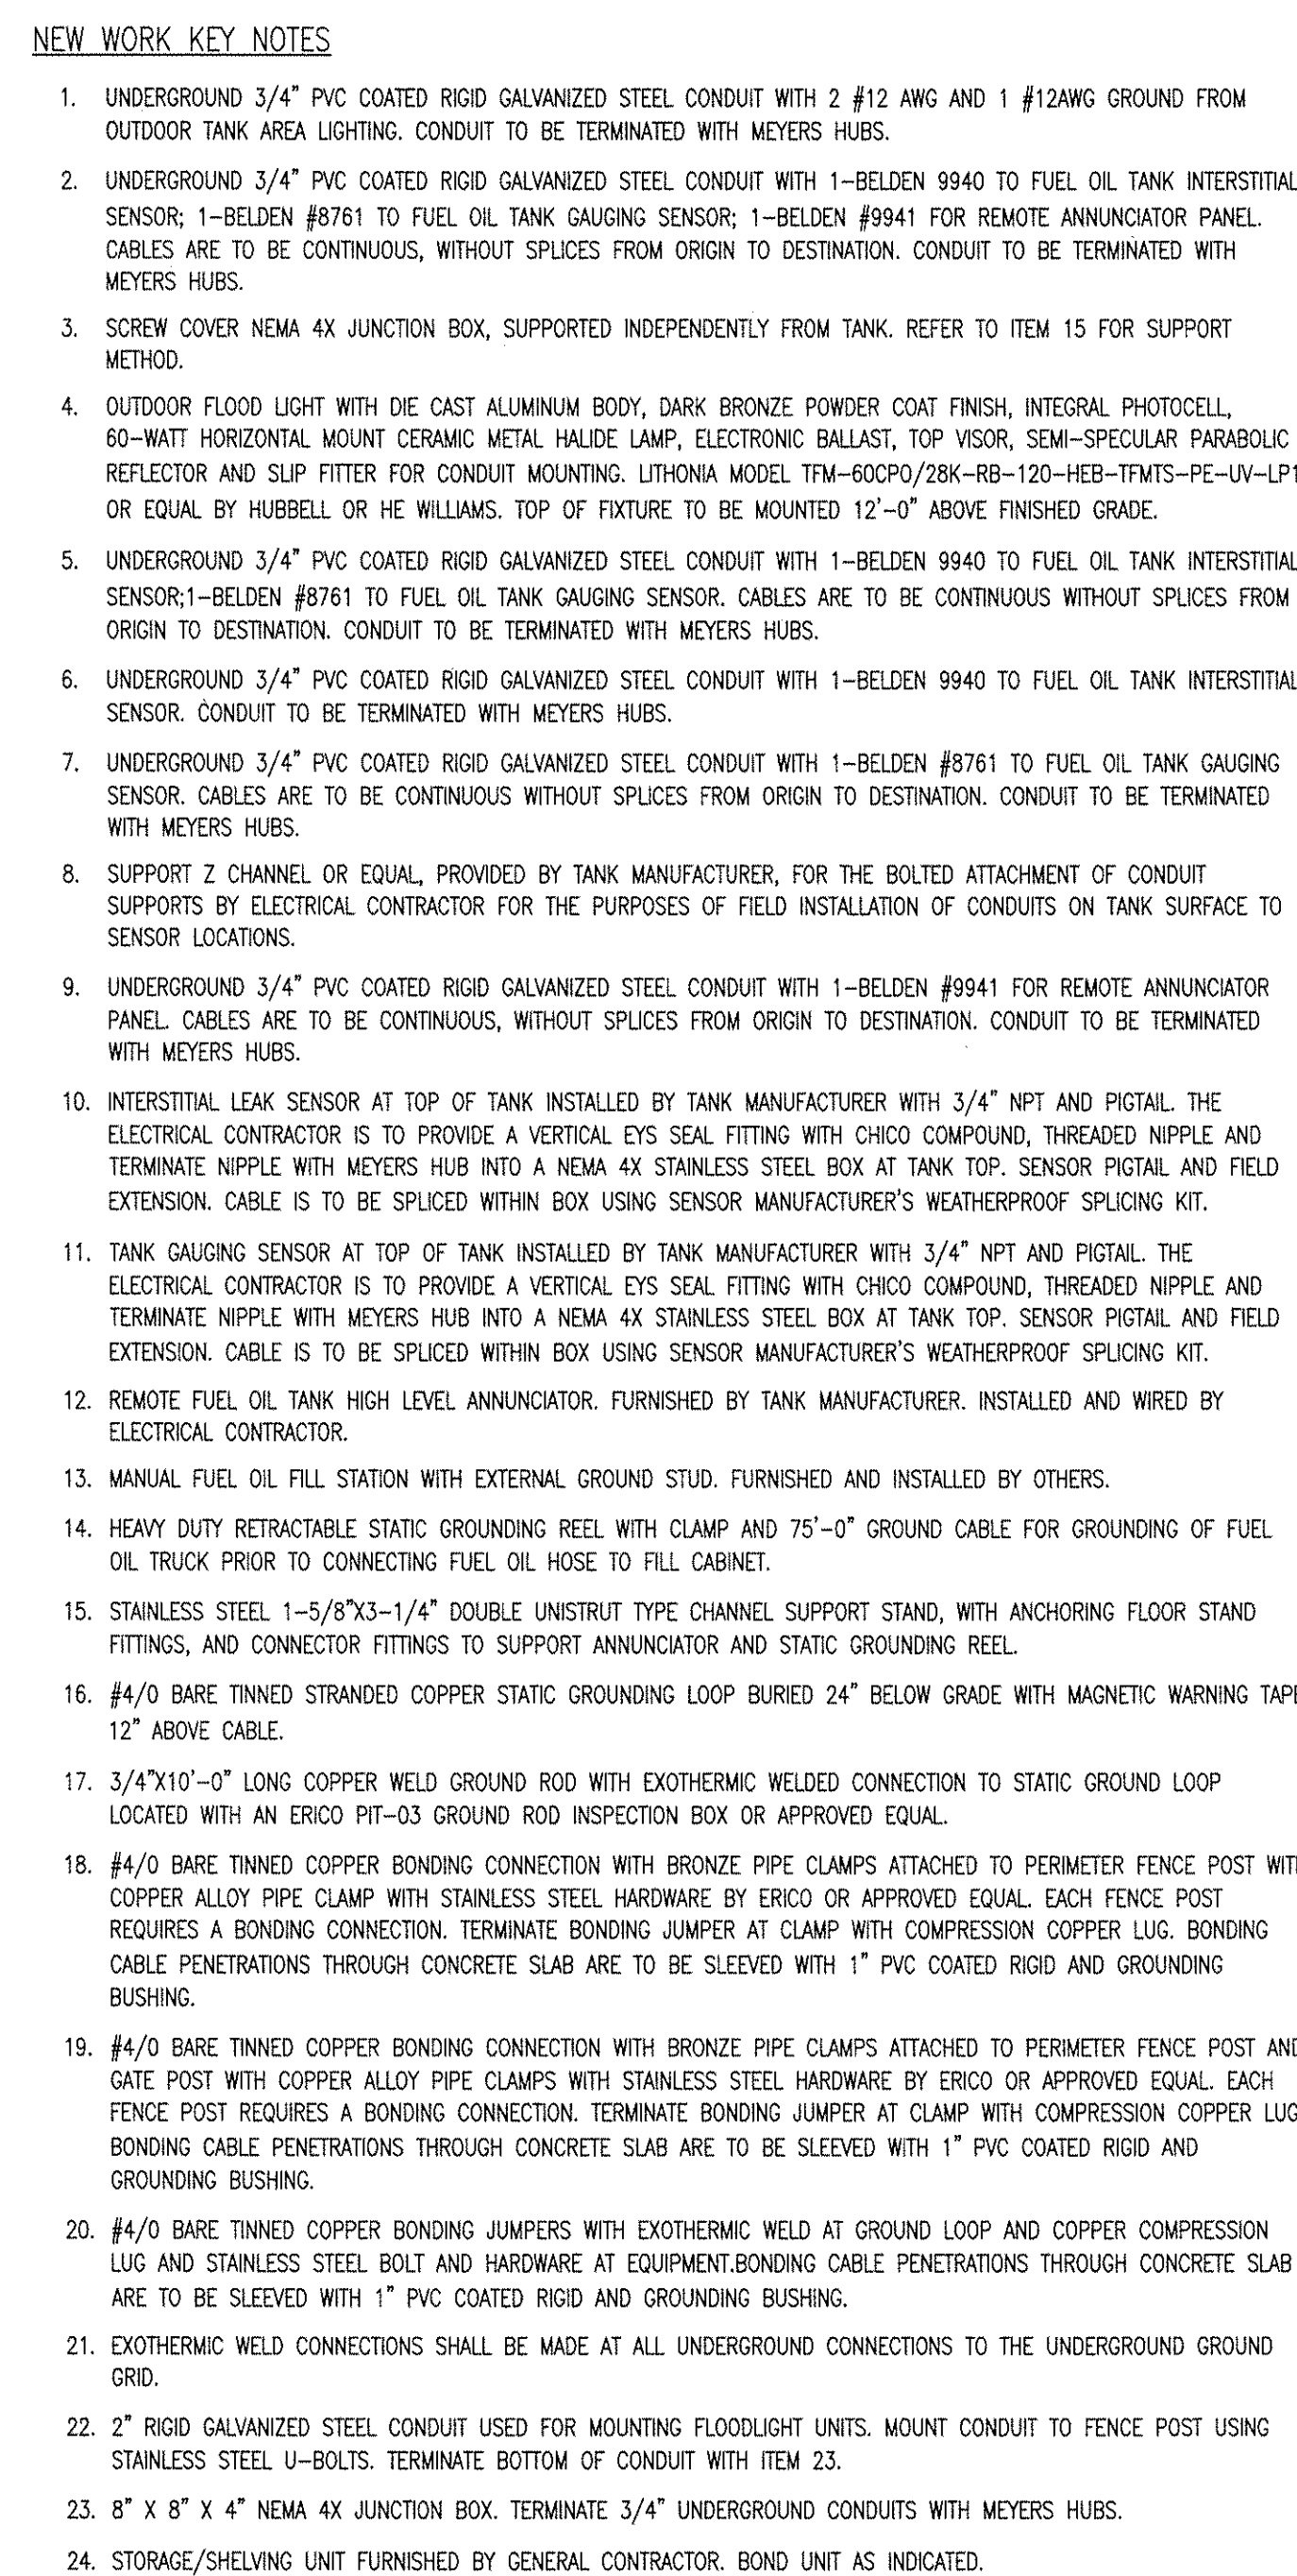 NEW WORK KEY NOTES
1. UNDERGROUND 3/4" PVC COATED RIGID GALVANIZED STEEL CONDUIT WITH 2 #12 AWG AND 1 #12AWG GROUND FROM
OUTDOOR TANK AREA LIGHTING. CONDUIT TO BE TERMINATED WITH MEYERS HUBS.
2. UNDERGROUND 3/4" PVC COATED RIGID GALVANIZED STEEL CONDUIT WITH 1-BELDEN 9940 TO FUEL OIL TANK INTERSTITIAL
SENSOR; 1-BELDEN #8761 TO FUEL OIL TANK GAUGING SENSOR; 1-BELDEN #9941 FOR REMOTE ANNUNCIATOR PANEL.
CABLES ARE TO BE CONTINUOUS, WITHOUT SPLICES FROM ORIGIN TO DESTINATION. CONDUIT TO BE TERMINATED WITH
MEYERS HUBS.
3. SCREW COVER NEMA 4X JUNCTION BOX, SUPPORTED INDEPENDENTLY FROM TANK. REFER TO ITEM 15 FOR SUPPORT
METHOD.
4. OUTDOOR FLOOD LIGHT WITH DIE CAST ALUMINUM BODY, DARK BRONZE POWDER COAT FINISH, INTEGRAL PHOTOCELL,
60-WATT HORIZONTAL MOUNT CERAMIC METAL HALIDE LAMP, ELECTRONIC BALLAST, TOP VISOR, SEMI-SPECULAR PARABOLIC
REFLECTOR AND SLIP FITTER FOR CONDUIT MOUNTING. LITHONIA MODEL TFM-60CPO/28K-RB-120-HEB-TFMTS-PE-UV-LP1
OR EQUAL BY HUBBELL OR HE WILLIAMS. TOP OF FIXTURE TO BE MOUNTED 12'-0" ABOVE FINISHED GRADE.
5. UNDERGROUND 3/4" PVC COATED RIGID GALVANIZED STEEL CONDUIT WITH 1-BELDEN 9940 TO FUEL OIL TANK INTERSTITIAL
SENSOR;1-BELDEN #8761 TO FUEL OIL TANK GAUGING SENSOR. CABLES ARE TO BE CONTINUOUS WITHOUT SPLICES FROM
ORIGIN TO DESTINATION. CONDUIT TO BE TERMINATED WITH MEYERS HUBS.
6. UNDERGROUND 3/4" PVC COATED RIGID GALVANIZED STEEL CONDUIT WITH 1-BELDEN 9940 TO FUEL OIL TANK INTERSTITIAL
SENSOR. CONDUIT TO BE TERMINATED WITH MEYERS HUBS.
7. UNDERGROUND 3/4" PVC COATED RIGID GALVANIZED STEEL CONDUIT WITH 1-BELDEN #8761 TO FUEL OIL TANK GAUGING
SENSOR. CABLES ARE TO BE CONTINUOUS WITHOUT SPLICES FROM ORIGIN TO DESTINATION. CONDUIT TO BE TERMINATED
WITH MEYERS HUBS.
8. SUPPORT Z CHANNEL OR EQUAL, PROVIDED BY TANK MANUFACTURER, FOR THE BOLTED ATTACHMENT OF CONDUIT
SUPPORTS BY ELECTRICAL CONTRACTOR FOR THE PURPOSES OF FIELD INSTALLATION OF CONDUITS ON TANK SURFACE TO
SENSOR LOCATIONS.
9. UNDERGROUND 3/4" PVC COATED RIGID GALVANIZED STEEL CONDUIT WITH 1-BELDEN #9941 FOR REMOTE ANNUNCIATOR
PANEL. CABLES ARE TO BE CONTINUOUS, WITHOUT SPLICES FROM ORIGIN TO DESTINATION. CONDUIT TO BE TERMINATED
WITH MEYERS HUBS.
10. INTERSTITIAL LEAK SENSOR AT TOP OF TANK INSTALLED BY TANK MANUFACTURER WITH 3/4" NPT AND PIGTAIL. THE
ELECTRICAL CONTRACTOR IS TO PROVIDE A VERTICAL EYS SEAL FITTING WITH CHICO COMPOUND, THREADED NIPPLE AND
TERMINATE NIPPLE WITH MEYERS HUB INTO A NEMA 4X STAINLESS STEEL BOX AT TANK TOP. SENSOR PIGTAIL AND FIELD
EXTENSION. CABLE IS TO BE SPLICED WITHIN BOX USING SENSOR MANUFACTURER'S WEATHERPROOF SPLICING KIT.
11. TANK GAUGING SENSOR AT TOP OF TANK INSTALLED BY TANK MANUFACTURER WITH 3/4" NPT AND PIGTAIL. THE
ELECTRICAL CONTRACTOR IS TO PROVIDE A VERTICAL EYS SEAL FITTING WITH CHICO COMPOUND, THREADED NIPPLE AND
TERMINATE NIPPLE WITH MEYERS HUB INTO A NEMA 4X STAINLESS STEEL BOX AT TANK TOP. SENSOR PIGTAIL AND FIELD
EXTENSION. CABLE IS TO BE SPLICED WITHIN BOX USING SENSOR MANUFACTURER'S WEATHERPROOF SPLICING KIT.
12. REMOTE FUEL OIL TANK HIGH LEVEL ANNUNCIATOR. FURNISHED BY TANK MANUFACTURER. INSTALLED AND WIRED BY
ELECTRICAL CONTRACTOR.
13. MANUAL FUEL OIL FILL STATION WITH EXTERNAL GROUND STUD. FURNISHED AND INSTALLED BY OTHERS.
14. HEAVY DUTY RETRACTABLE STATIC GROUNDING REEL WITH CLAMP AND 75'-0" GROUND CABLE FOR GROUNDING OF FUEL
OIL TRUCK PRIOR TO CONNECTING FUEL OIL HOSE TO FILL CABINET.
15. STAINLESS STEEL 1-5/8"X3-1/4" DOUBLE UNISTRUT TYPE CHANNEL SUPPORT STAND, WITH ANCHORING FLOOR STAND
FITTINGS, AND CONNECTOR FITTINGS TO SUPPORT ANNUNCIATOR AND STATIC GROUNDING REEL.
16. #4/0 BARE TINNED STRANDED COPPER STATIC GROUNDING LOOP BURIED 24" BELOW GRADE WITH MAGNETIC WARNING TAPE
12" ABOVE CABLE.
17. 3/4"X10'-0" LONG COPPER WELD GROUND ROD WITH EXOTHERMIC WELDED CONNECTION TO STATIC GROUND LOOP
LOCATED WITH AN ERICO PIT-03 GROUND ROD INSPECTION BOX OR APPROVED EQUAL.
18. #4/0 BARE TINNED COPPER BONDING CONNECTION WITH BRONZE PIPE CLAMPS ATTACHED TO PERIMETER FENCE POST WITH
COPPER ALLOY PIPE CLAMP WITH STAINLESS STEEL HARDWARE BY ERICO OR APPROVED EQUAL. EACH FENCE POST
REQUIRES A BONDING CONNECTION. TERMINATE BONDING JUMPER AT CLAMP WITH COMPRESSION COPPER LUG. BONDING
CABLE PENETRATIONS THROUGH CONCRETE SLAB ARE TO BE SLEEVED WITH 1" PVC COATED RIGID AND GROUNDING
BUSHING.
19. #4/0 BARE TINNED COPPER BONDING CONNECTION WITH BRONZE PIPE CLAMPS ATTACHED TO PERIMETER FENCE POST AND
GATE POST WITH COPPER ALLOY PIPE CLAMPS WITH STAINLESS STEEL HARDWARE BY ERICO OR APPROVED EQUAL. EACH
FENCE POST REQUIRES A BONDING CONNECTION. TERMINATE BONDING JUMPER AT CLAMP WITH COMPRESSION COPPER LUG
BONDING CABLE PENETRATIONS THROUGH CONCRETE SLAB ARE TO BE SLEEVED WITH 1" PVC COATED RIGID AND
GROUNDING BUSHING.
20. #4/0 BARE TINNED COPPER BONDING JUMPERS WITH EXOTHERMIC WELD AT GROUND LOOP AND COPPER COMPRESSION
LUG AND STAINLESS STEEL BOLT AND HARDWARE AT EQUIPMENT.BONDING CABLE PENETRATIONS THROUGH CONCRETE SLAB
ARE TO BE SLEEVED WITH 1" PVC COATED RIGID AND GROUNDING BUSHING.
21. EXOTHERMIC WELD CONNECTIONS SHALL BE MADE AT ALL UNDERGROUND CONNECTIONS TO THE UNDERGROUND GROUND
GRID.
22. 2" RIGID GALVANIZED STEEL CONDUIT USED FOR MOUNTING FLOODLIGHT UNITS. MOUNT CONDUIT TO FENCE POST USING
STAINLESS STEEL U-BOLTS. TERMINATE BOTTOM OF CONDUIT WITH ITEM 23.
23. 8" X 8" X 4" NEMA 4X JUNCTION BOX. TERMINATE 3/4" UNDERGROUND CONDUITS WITH MEYERS HUBS.
24. STORAGE/SHELVING UNIT FURNISHED BY GENERAL CONTRACTOR. BOND UNIT AS INDICATED.